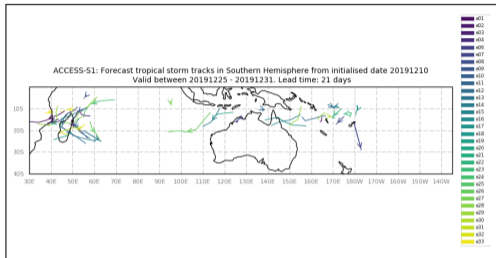 ACCESS-S1: Forecast tropical storm tracks in Southern Hemisphere from initialised date 20191210
Valid between 20191225 - 20191231. Lead time: 21 days
10S
20S
30S
40S
30E 40E 50E 60E 70E 80E 90E 100E 110E 120E 130E 140E 150E 160E 170E 180W 170W 160W 150W 140W
e01
e02
e03
e04
e06
e07
e08
e09
e10
e11
e12
e13
e14
e15
e16
e17
e18
e19
e20
e21
e22
e23
e24
e25
e26
e27
e28
e29
e30
e31
e32
e33